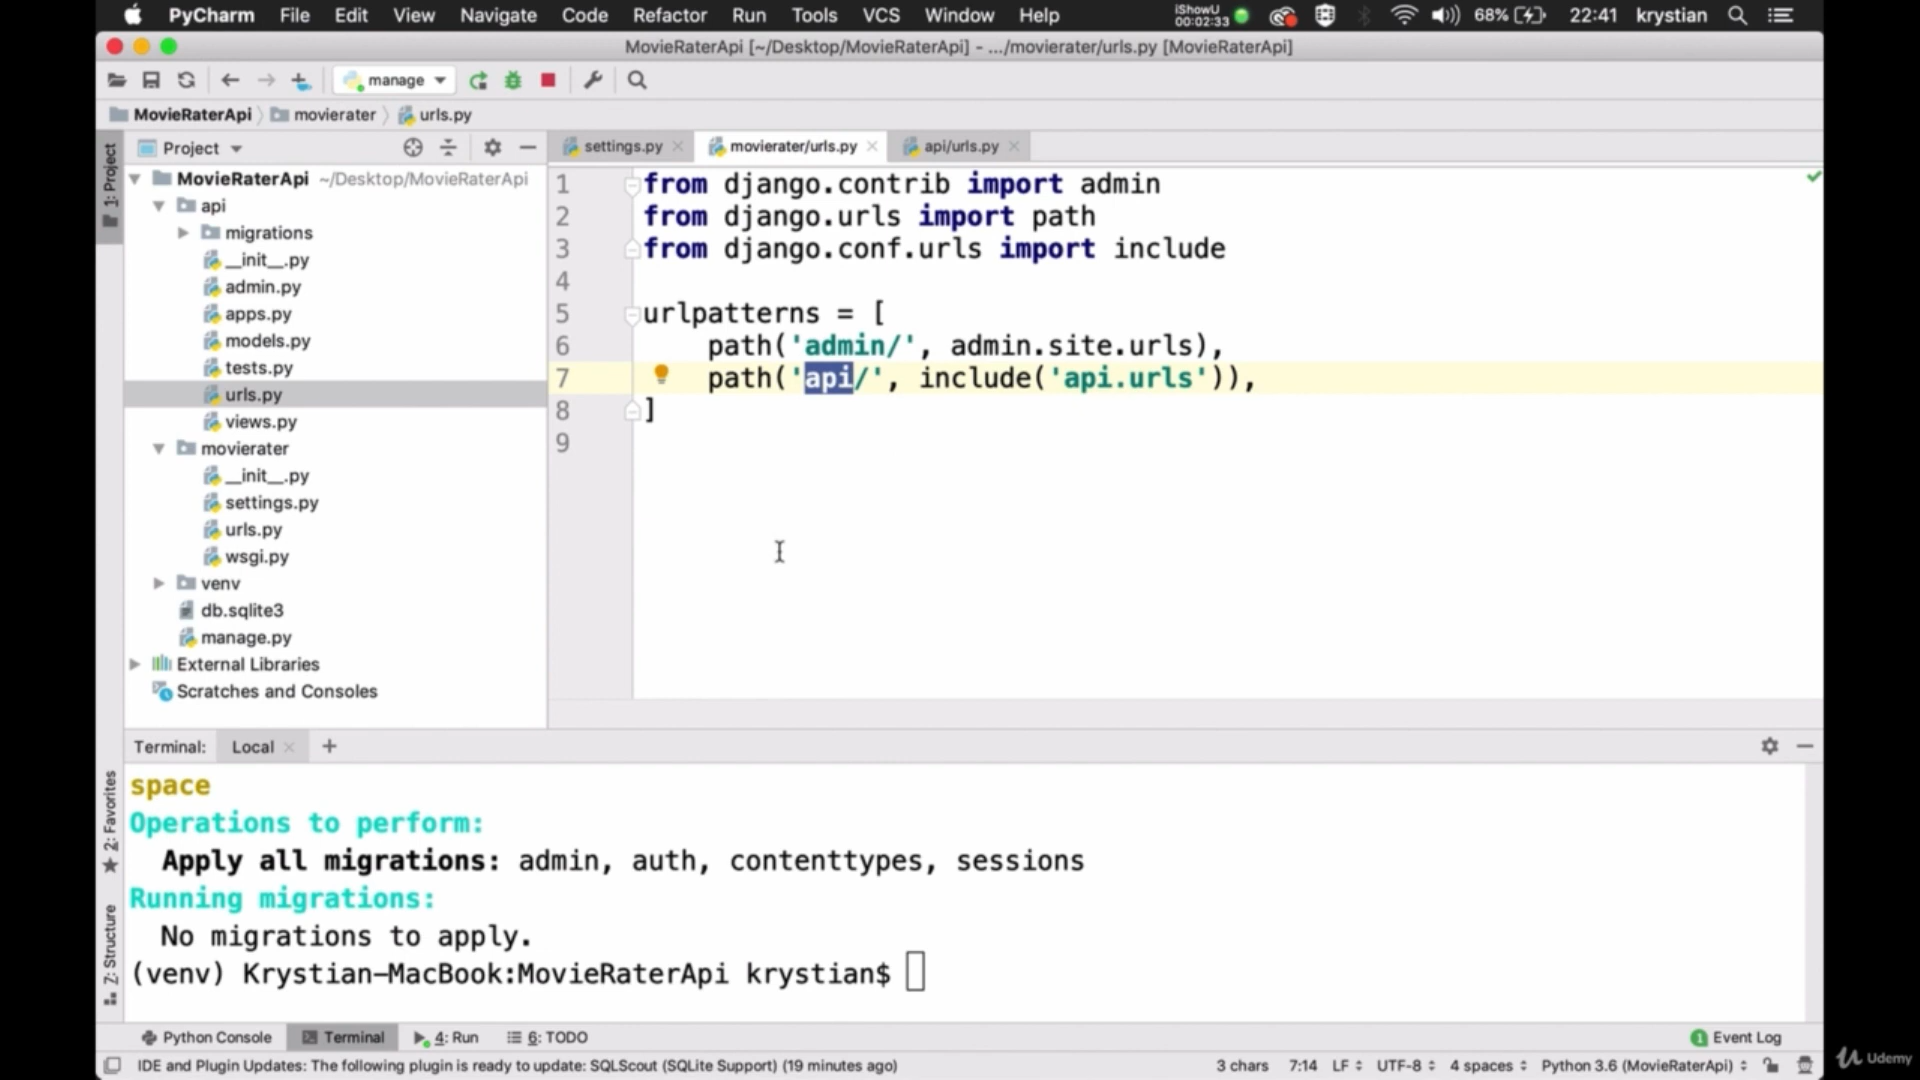 PyCharm File Edit View Navigate Code Refactor Run Tools VCS Window Help iShowU 00:02:33 68% 22:41 krystian
MovieRaterApi [~/Desktop/MovieRaterApi] - .../movierater/urls.py [MovieRaterApi]
manage
MovieRaterApi movierater urls.py
1: Project
Project
settings.py movierater/urls.py api/urls.py
MovieRaterApi ~/Desktop/MovieRaterApi
api
migrations
__init__.py
admin.py
apps.py
models.py
tests.py
urls.py
views.py
movierater
__init__.py
settings.py
urls.py
wsgi.py
venv
db.sqlite3
manage.py
External Libraries
Scratches and Consoles
1 from django.contrib import admin
2 from django.urls import path
3 from django.conf.urls import include
4
5 urlpatterns = [
6 path('admin/', admin.site.urls),
7 path('api/', include('api.urls')),
8 ]
9
Terminal: Local +
2: Favorites
Z: Structure
space
Operations to perform:
Apply all migrations: admin, auth, contenttypes, sessions
Running migrations:
No migrations to apply.
(venv) Krystian-MacBook:MovieRaterApi krystian$
Python Console Terminal 4: Run 6: TODO 1 Event Log
IDE and Plugin Updates: The following plugin is ready to update: SQLScout (SQLite Support) (19 minutes ago) 3 chars 7:14 LF UTF-8 4 spaces Python 3.6 (MovieRaterApi)
Udemy